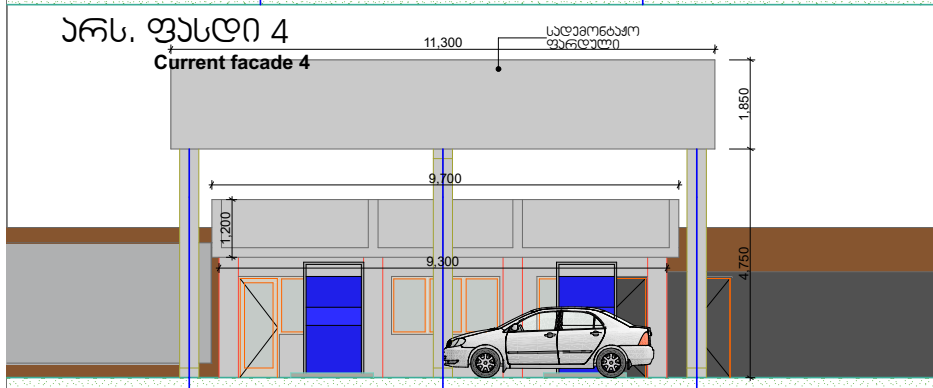 არს. ფასდი 4
Current facade 4
11,300
სადემონტაჟო
ფარდული
1,850
9,700
1,200
9,300
4,750